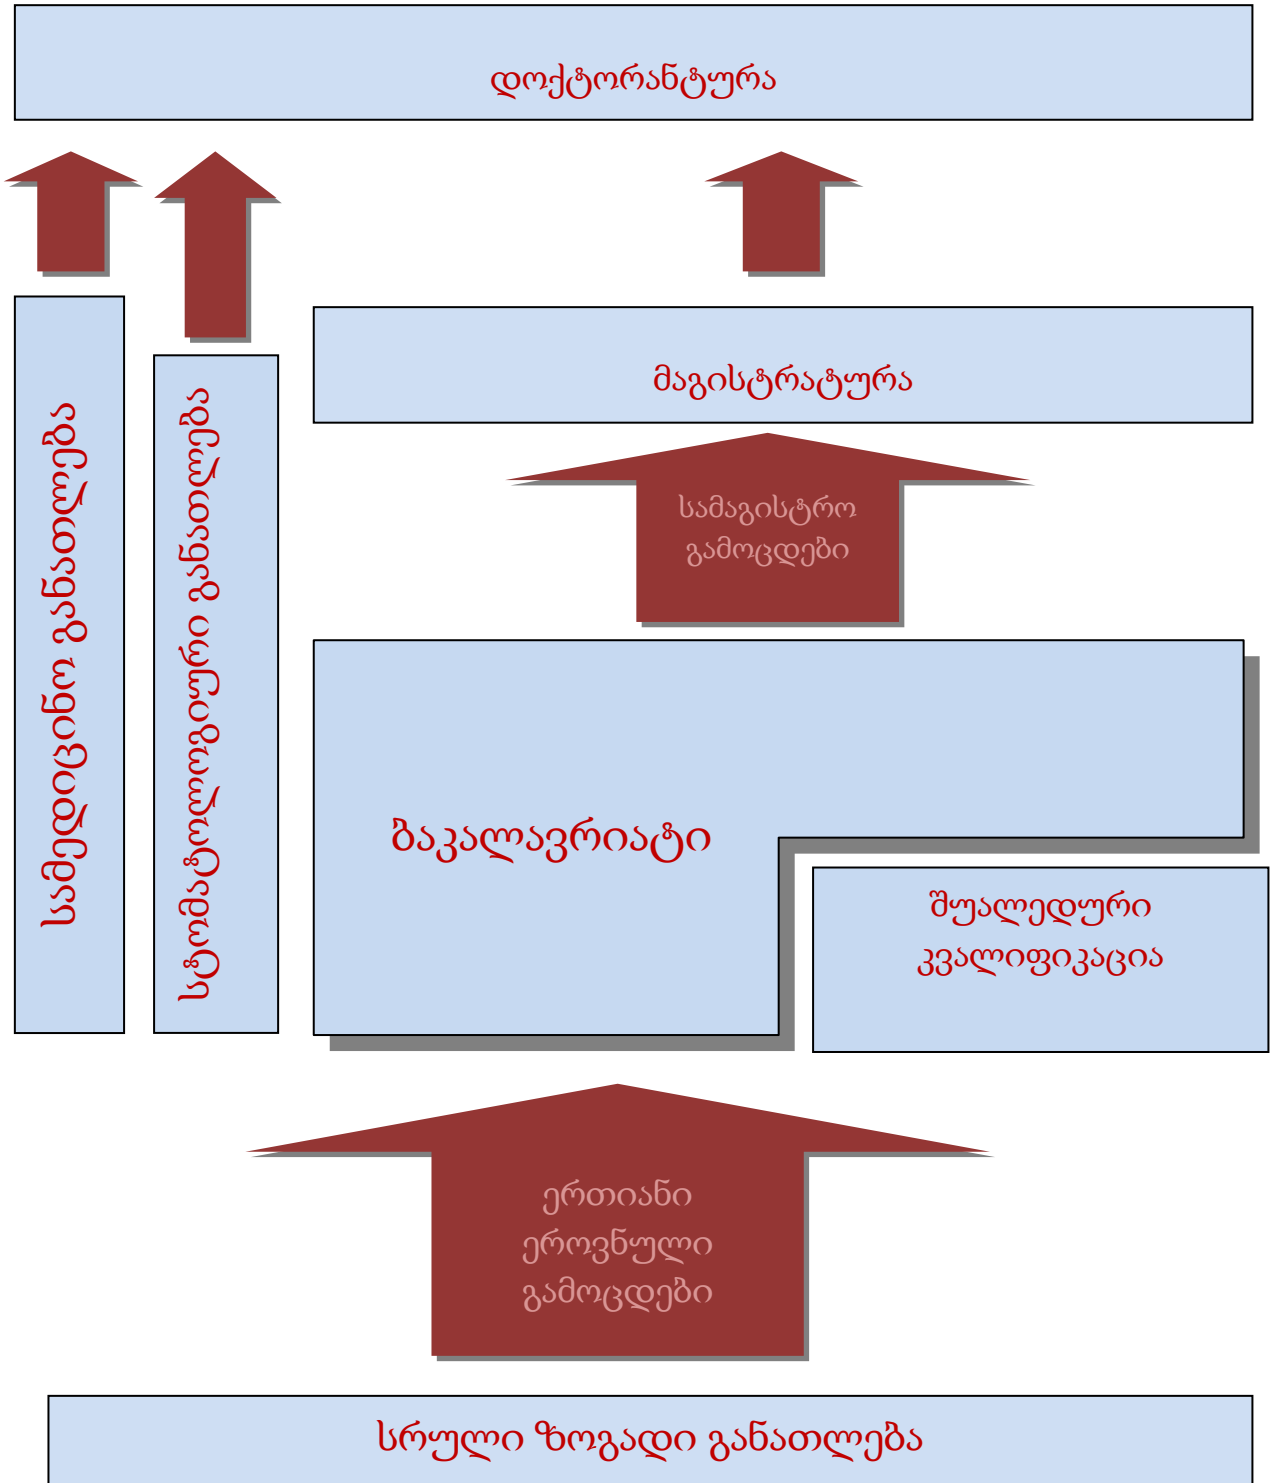 დოქტორანტურა
მაგისტრატურა
სამაგისტრო
გამოცდები
სამედიცინო განათლება
სტომატოლოგიური განათლება
ბაკალავრიატი
შუალედური
კვალიფიკაცია
ერთიანი
ეროვნული
გამოცდები
სრული ზოგადი განათლება